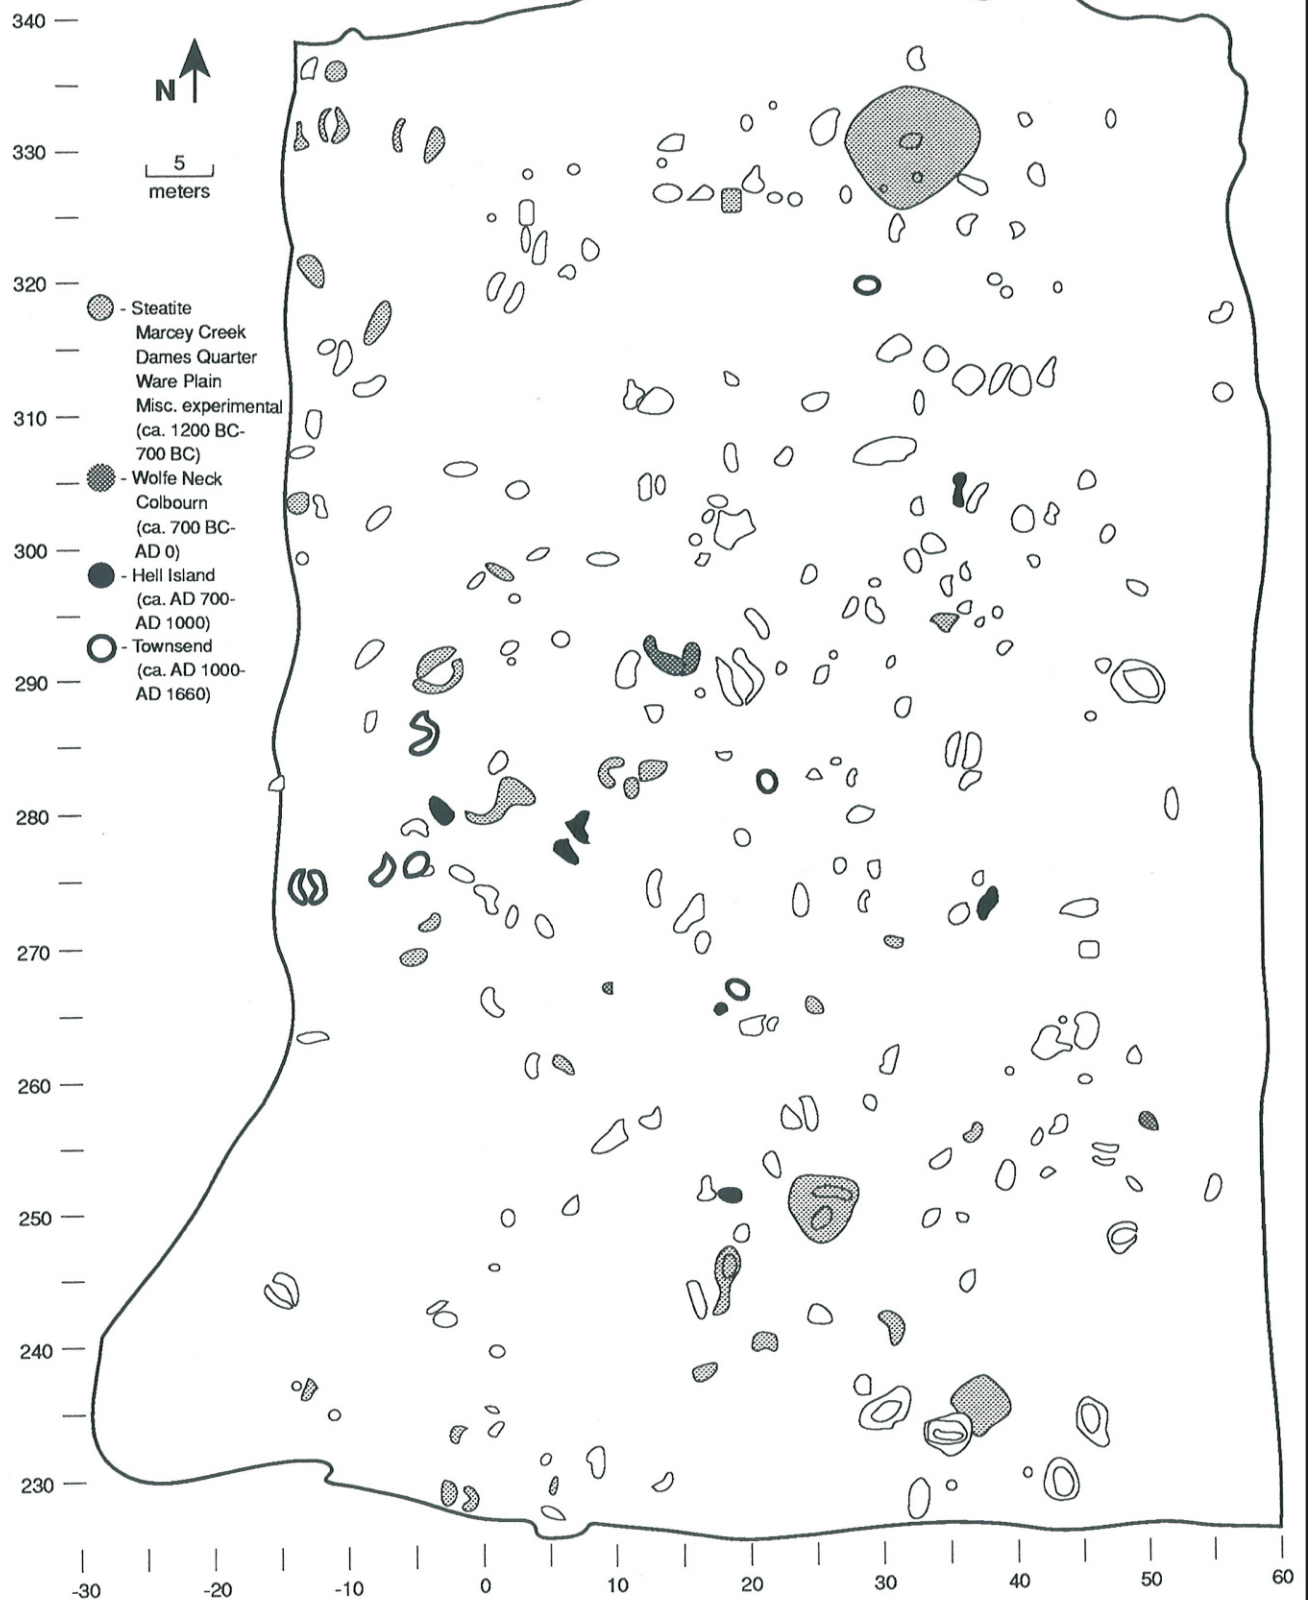 340
N
330
5
meters
320
- Steatite
Marcey Creek
Dames Quarter
Ware Plain
Misc. experimental
(ca. 1200 BC-
700 BC)
310
- Wolfe Neck
Colbourn
(ca. 700 BC-
AD 0)
300
- Hell Island
(ca. AD 700-
AD 1000)
- Townsend
(ca. AD 1000-
AD 1660)
290
280
270
260
250
240
230
-30 -20 -10 0 10 20 30 40 50 60